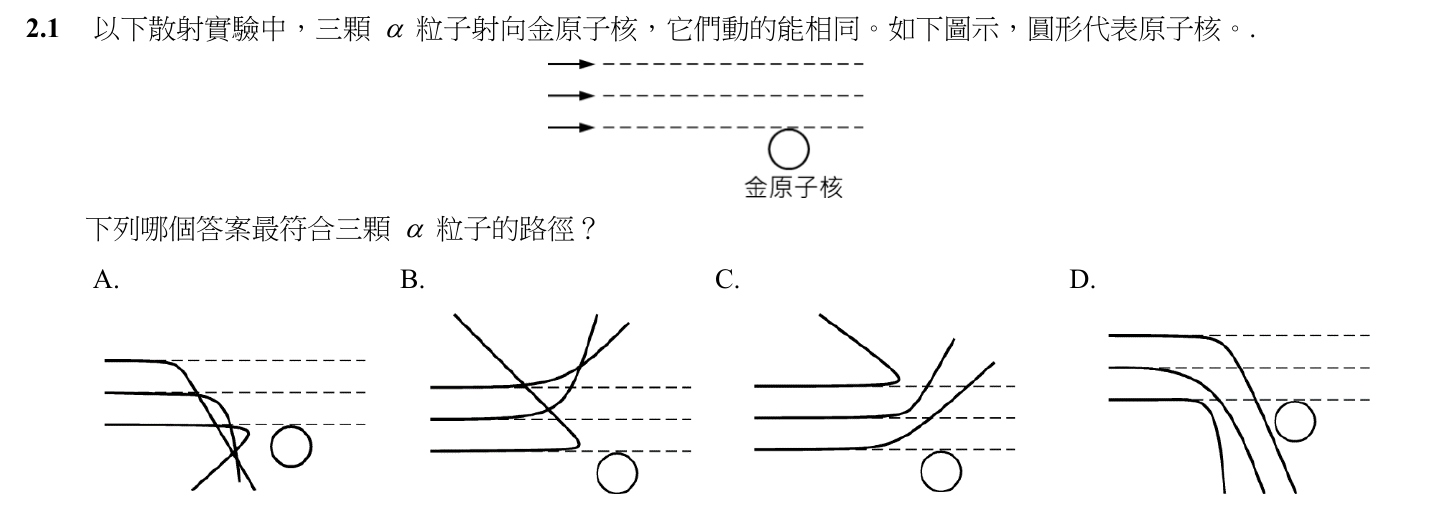 2.1 以下散射實驗中，三顆 α 粒子射向金原子核，它們動的能相同。如下圖示，圓形代表原子核。.
金原子核
下列哪個答案最符合三顆 α 粒子的路徑？
A. B. C. D.